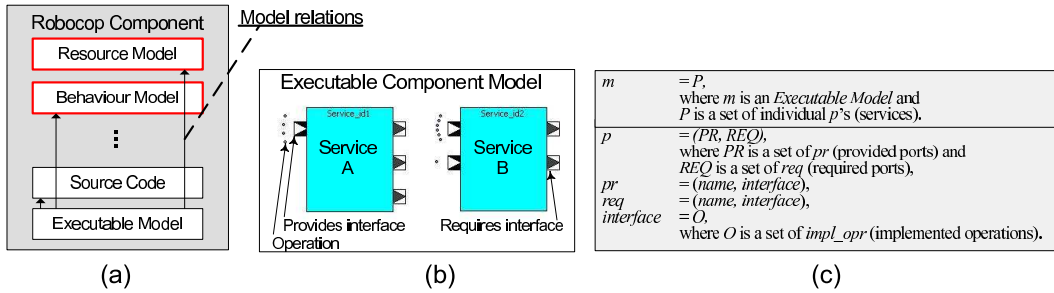 Robocop Component
Resource Model
Behaviour Model
Source Code
Executable Model
Model relations
(a)
Executable Component Model
Service_id1
Service
A
Service_id2
Service
B
Provides interface
Requires interface
Operation
(b)
m = P,
where m is an Executable Model and
P is a set of individual p's (services).
p = (PR, REQ),
where PR is a set of pr (provided ports) and
REQ is a set of req (required ports),
pr = (name, interface),
req = (name, interface),
interface = O,
where O is a set of impl_opr (implemented operations).
(c)